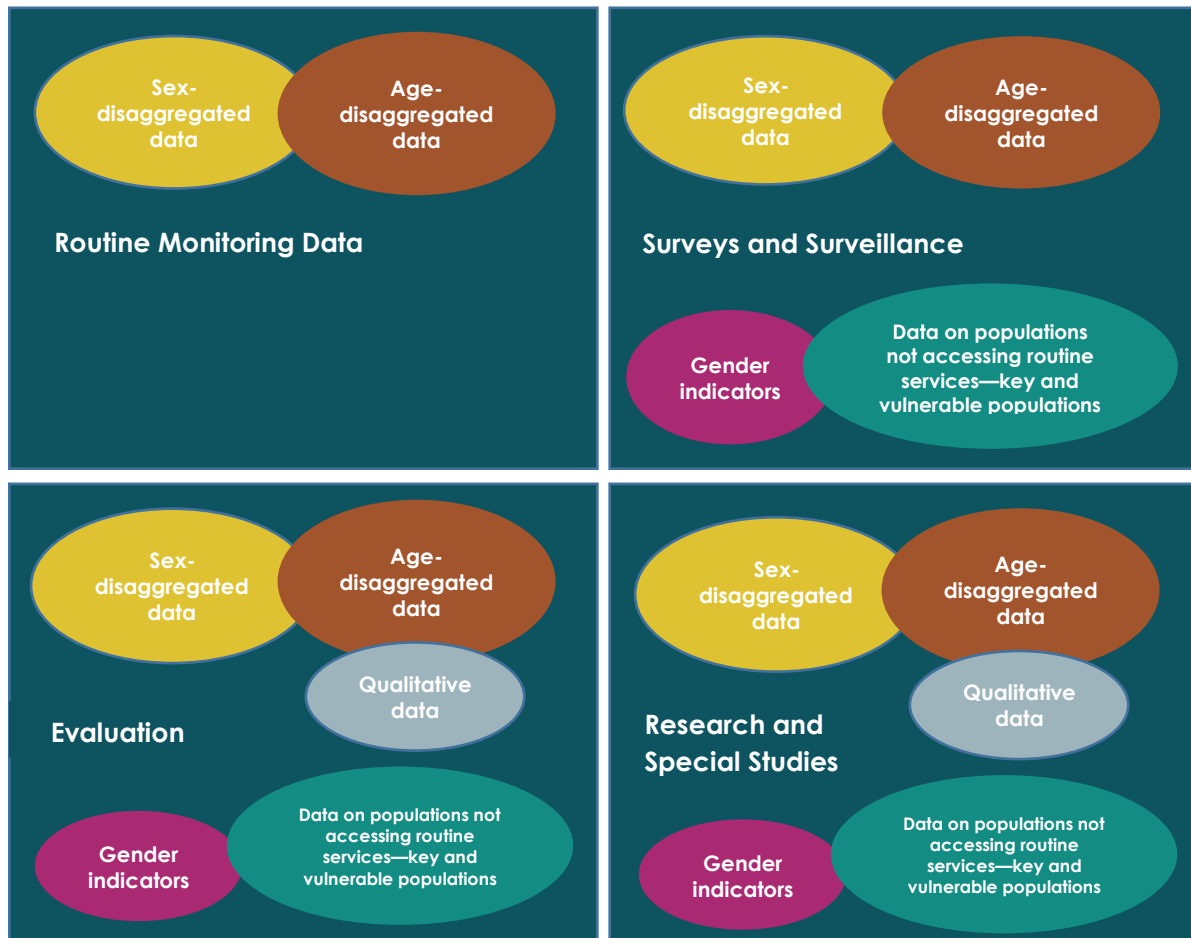 Sex-
disaggregated
data
Age-
disaggregated
data
Routine Monitoring Data
Sex-
disaggregated
data
Age-
disaggregated
data
Surveys and Surveillance
Gender
indicators
Data on populations
not accessing routine
services—key and
vulnerable populations
Sex-
disaggregated
data
Age-
disaggregated
data
Qualitative
data
Evaluation
Gender
indicators
Data on populations not
accessing routine
services—key and
vulnerable populations
Sex-
disaggregated
data
Age-
disaggregated
data
Qualitative
data
Research and
Special Studies
Gender
indicators
Data on populations not
accessing routine
services—key and
vulnerable populations